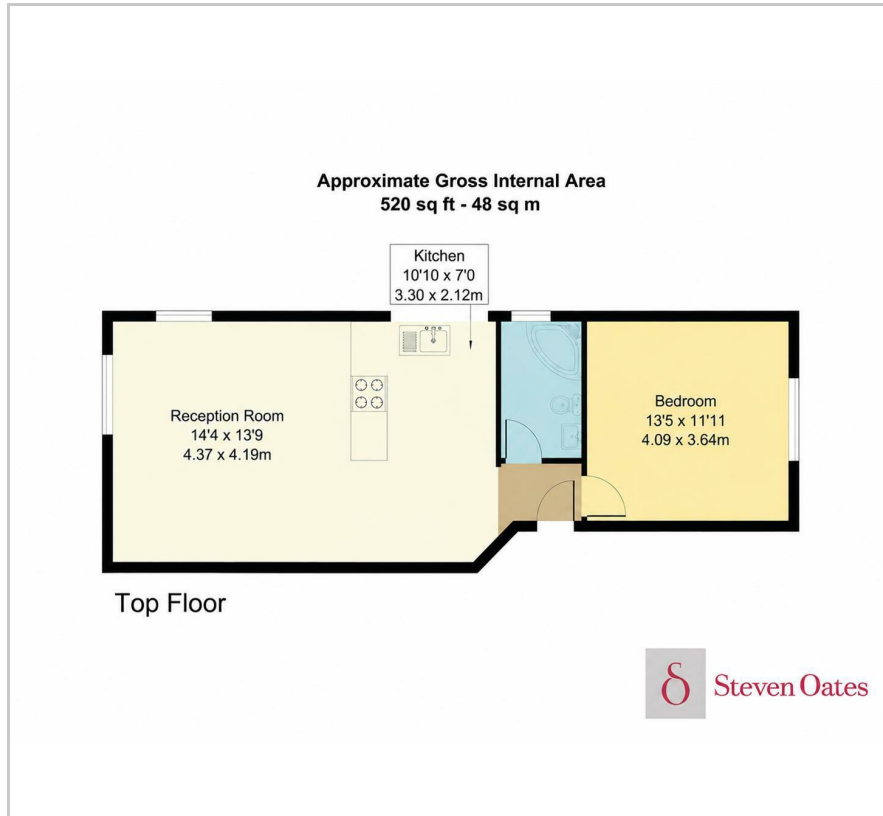 Approximate Gross Internal Area
520 sq ft - 48 sq m
Kitchen
10'10 x 7'0
3.30 x 2.12m
Reception Room
14'4 x 13'9
4.37 x 4.19m
Bedroom
13'5 x 11'11
4.09 x 3.64m
Top Floor
δ Steven Oates